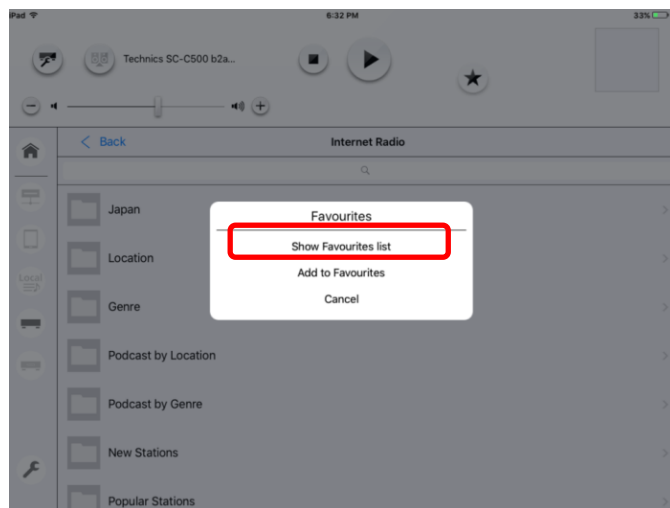 iPad
6:32 PM
33%
Technics SC-C500 b2a...
Back
Internet Radio
Japan
Favourites
Show Favourites list
Location
Add to Favourites
Local
Cancel
Genre
Podcast by Location
Podcast by Genre
New Stations
Popular Stations